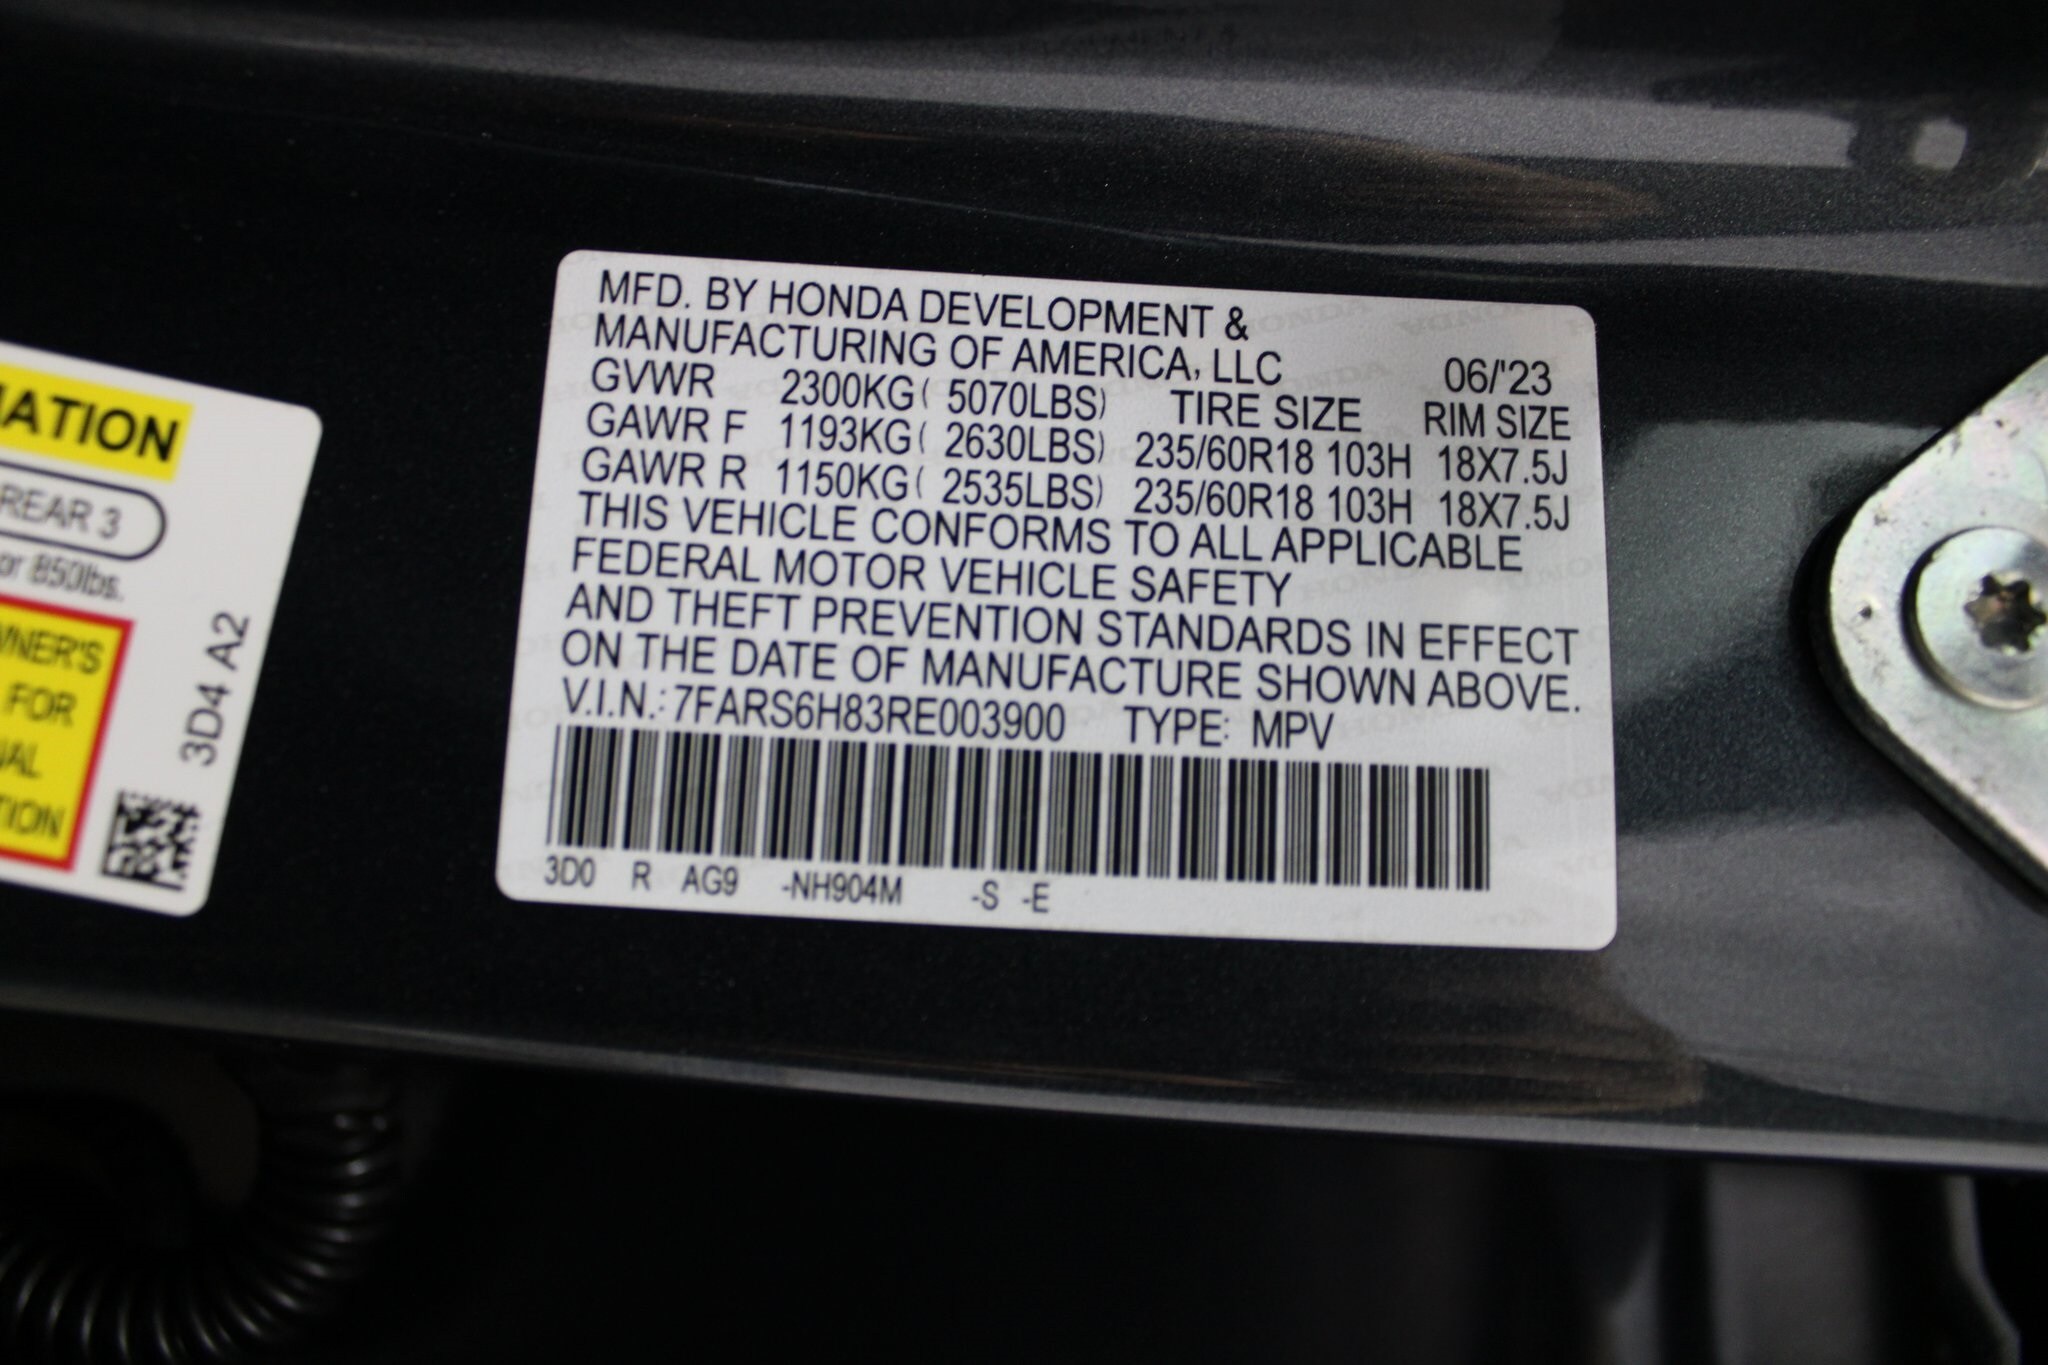 MFD. BY HONDA DEVELOPMENT &
MANUFACTURING OF AMERICA, LLC 06/'23
GVWR 2300KG( 5070LBS) TIRE SIZE RIM SIZE
GAWR F 1193KG( 2630LBS) 235/60R18 103H 18X7.5J
GAWR R 1150KG( 2535LBS) 235/60R18 103H 18X7.5J
THIS VEHICLE CONFORMS TO ALL APPLICABLE
FEDERAL MOTOR VEHICLE SAFETY
AND THEFT PREVENTION STANDARDS IN EFFECT
ON THE DATE OF MANUFACTURE SHOWN ABOVE.
V.I.N.: 7FARS6H83RE003900 TYPE: MPV
3D0 R AG9 -NH904M -S -E
MATION
REAR 3
or 850lbs.
WNER'S
FOR
NAL
TION
3D4 A2